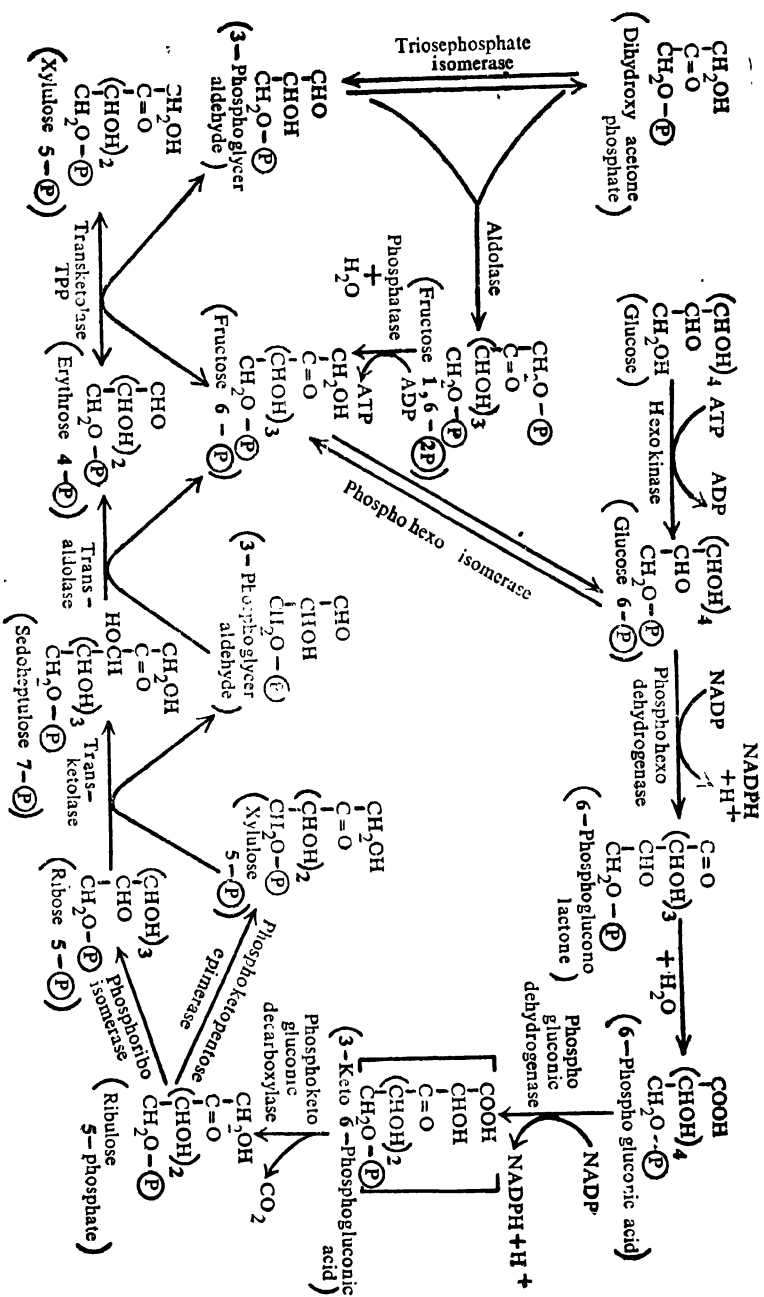 (CHOH)4
CHO
CH2OH
(Glucose)
ATP
ADP
Hexokinase
(CHOH)4
CHO
CH2O—(P)
(Glucose 6—(P))
NADP
NADPH
+H+
Phosphohexo
dehydrogenase
C=O
(CHOH)3
CHO
CH2O—(P)
(6—Phosphoglucono
lactone)
+H2O
COOH
(CHOH)4
CH2O--(P)
(6—Phospho gluconic acid)
NADP
NADPH+H+
Phospho
gluconic
dehydrogenase
COOH
CHOH
C=O
(CHOH)2
CH2O—(P)
(3—Keto 6—Phosphogluconic
acid)
Phosphoketo
gluconic
decarboxylase
CO2
CH2OH
C=O
(CHOH)2
CH2O—(P)
(Ribulose
5—phosphate)
Phosphoketopentose
epimerase
Phosphoribo
isomerase
CH2OH
C=O
(CHOH)2
CH2O—(P)
(Xylulose
5—(P))
(CHOH)3
CHO
CH2O—(P)
(Ribose 5—(P))
Trans-
ketolase
CHO
CHOH
CH2O—(P)
(3—Phosphoglycer
aldehyde)
CH2OH
C=O
HOCH
(CHOH)3
CH2O—(P)
(Sedoheptulose 7—(P))
Trans-
aldolase
CHO
(CHOH)2
CH2O—(P)
(Erythrose 4—(P))
CH2OH
C=O
(CHOH)3
CH2O—(P)
(Fructose 6—(P))
Phosphohexo isomerase
Transketolase
TPP
CH2OH
C=O
(CHOH)2
CH2O—(P)
(Xylulose 5—(P))
CHO
CHOH
CH2O—(P)
(3—Phosphoglycer
aldehyde)
Triosephosphate
isomerase
CH2OH
C=O
CH2O—(P)
(Dihydroxy acetone
phosphate)
Aldolase
CH2O—(P)
C=O
(CHOH)3
CH2O—(P)
(Fructose 1,6—(2P))
ADP
ATP
Phosphatase
+
H2O